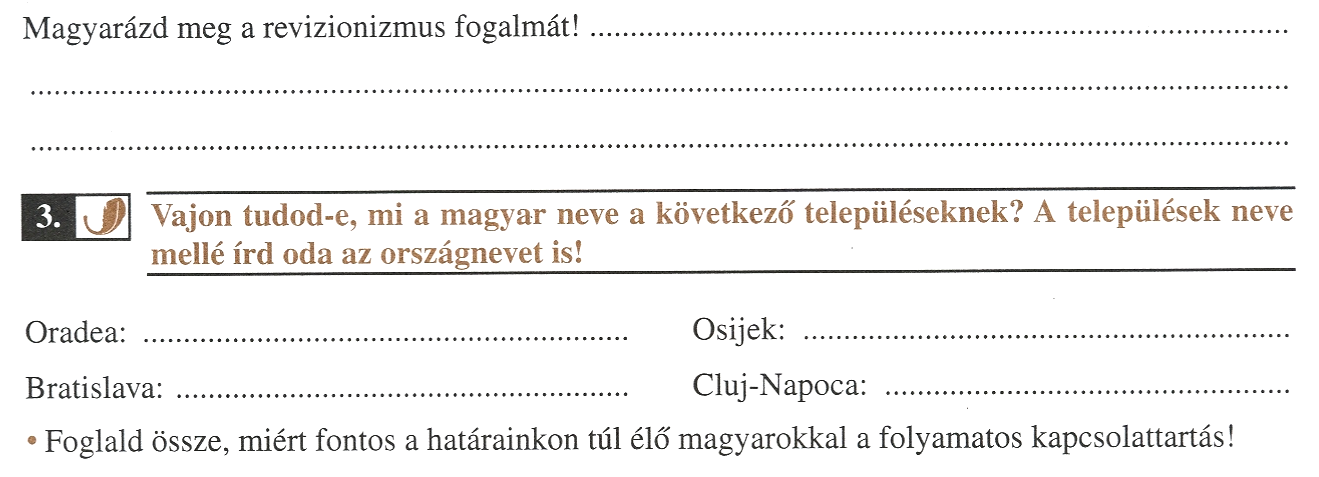 Magyarázd meg a revizionizmus fogalmát! ..........................................................................................
..............................................................................................................................................................
..............................................................................................................................................................
3. Vajon tudod-e, mi a magyar neve a következő településeknek? A települések neve
mellé írd oda az országnevet is!
Oradea: ............................................................. Osijek: .............................................................
Bratislava: ......................................................... Cluj-Napoca: ...................................................
• Foglald össze, miért fontos a határainkon túl élő magyarokkal a folyamatos kapcsolattartás!